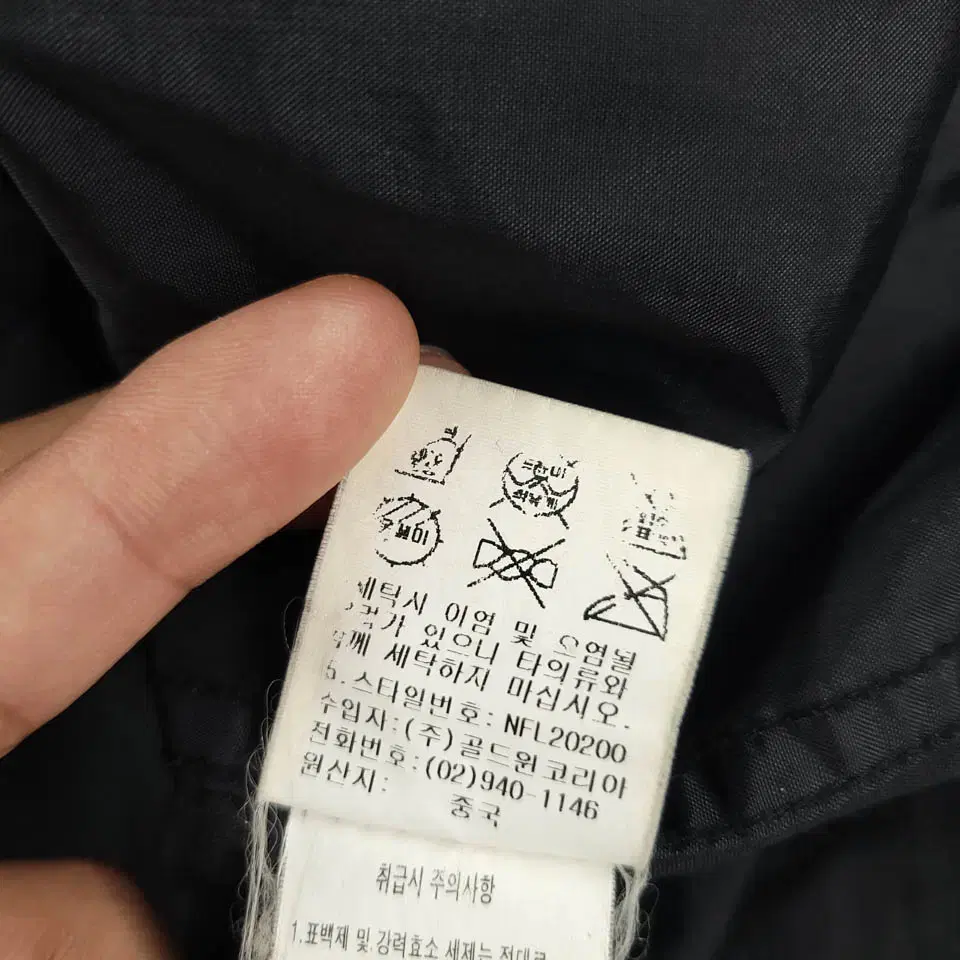 세탁시 이염 및 오염될
가 있으니 타의류와
함께 세탁하지 마십시오.
5. 스타일번호: NFL20200
수입자:(주)골드윈코리아
전화번호:(02)940-1146
원산지: 중국
취급시 주의사항
1.표백제 및 강력효소 세제는 절대로